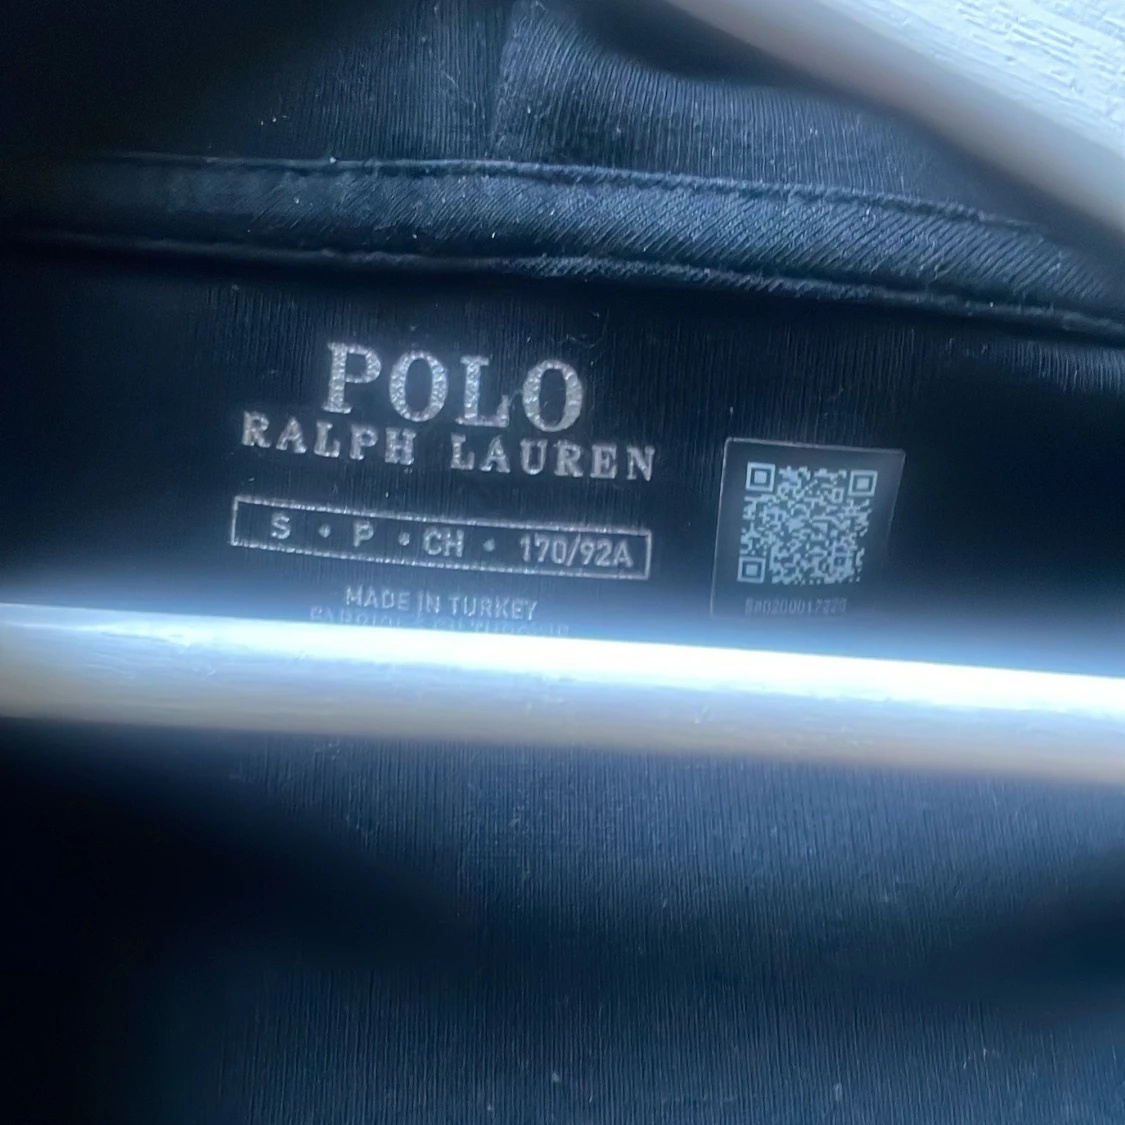 POLO
RALPH LAUREN
S • P • CH • 170/92A
MADE IN TURKEY